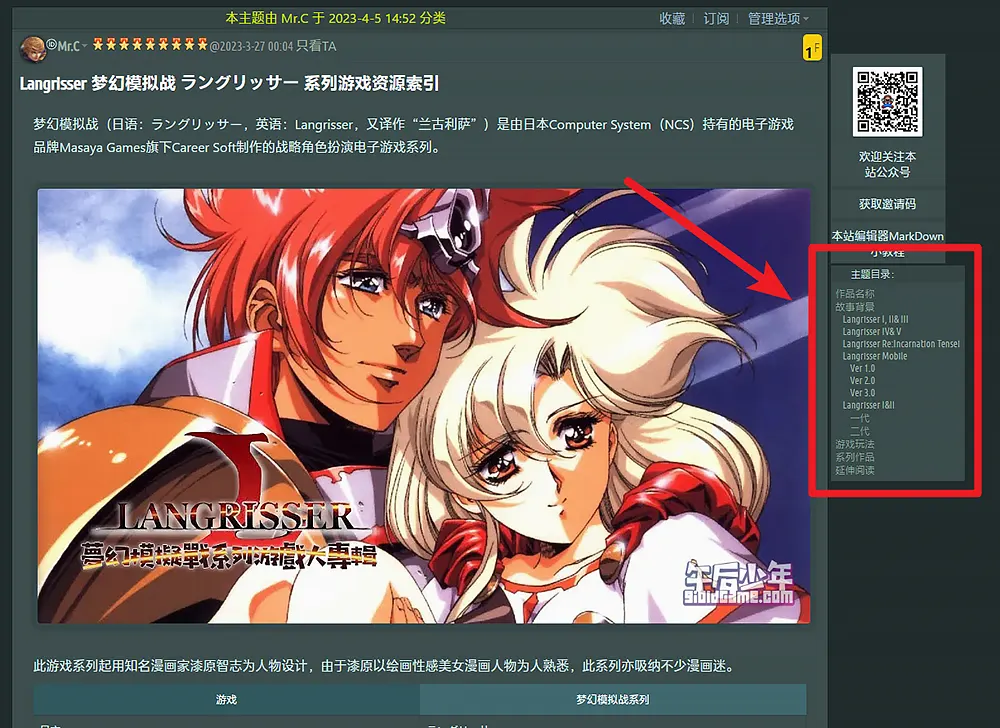 本主题由 Mr.C 于 2023-4-5 14:52 分类
收藏 订阅 管理选项
Mr.C @2023-3-27 00:04 只看TA
1F
Langrisser 梦幻模拟战 ラングリッサー 系列游戏资源索引
梦幻模拟战（日语：ラングリッサー，英语：Langrisser，又译作“兰古利萨”）是由日本Computer System（NCS）持有的电子游戏
品牌Masaya Games旗下Career Soft制作的战略角色扮演电子游戏系列。
I
LANGRISSER
夢幻模擬戰系列游戲大專輯
午后少年
sibidgame.com
此游戏系列起用知名漫画家漆原智志为人物设计，由于漆原以绘画性感美女漫画人物为人熟悉，此系列亦吸纳不少漫画迷。
游戏 梦幻模拟战系列
欢迎关注本
站公众号
获取邀请码
本站编辑器MarkDown
小教程
主题目录：
作品名称
故事背景
Langrisser I, II& III
Langrisser IV& V
Langrisser Re:Incarnation Tensei
Langrisser Mobile
Ver 1.0
Ver 2.0
Ver 3.0
Langrisser I&II
一代
二代
游戏玩法
系列作品
延伸阅读